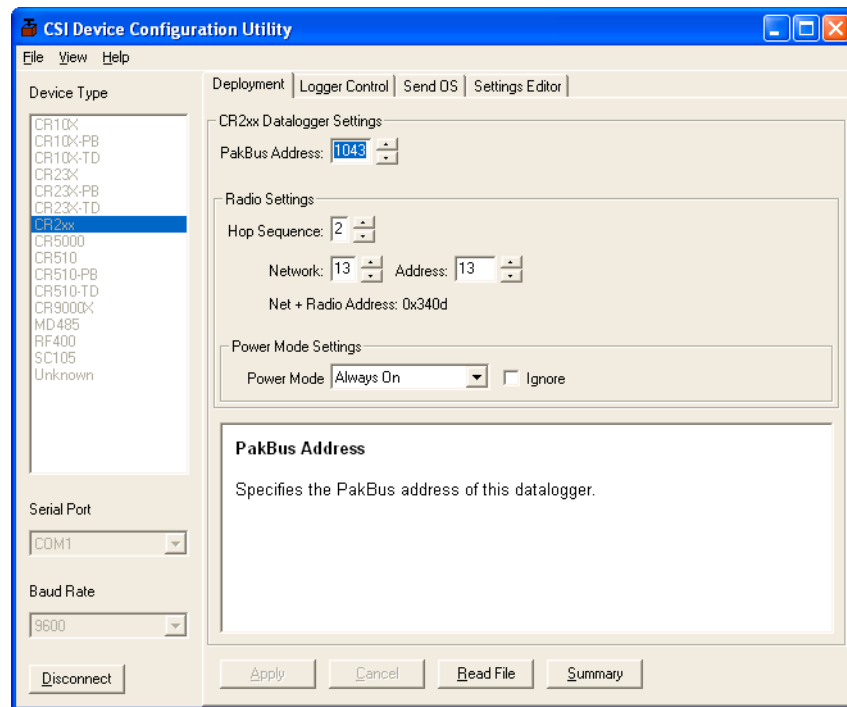 CSI Device Configuration Utility
File View Help
Device Type
CR10X
CR10X-PB
CR10X-TD
CR23X
CR23X-PB
CR23X-TD
CR2xx
CR5000
CR510
CR510-PB
CR510-TD
CR9000X
MD485
RF400
SC105
Unknown
Serial Port
COM1
Baud Rate
9600
Disconnect
Deployment Logger Control Send OS Settings Editor
CR2xx Datalogger Settings
PakBus Address: 1043
Radio Settings
Hop Sequence: 2
Network: 13 Address: 13
Net + Radio Address: 0x340d
Power Mode Settings
Power Mode Always On Ignore
PakBus Address
Specifies the PakBus address of this datalogger.
Apply Cancel Read File Summary